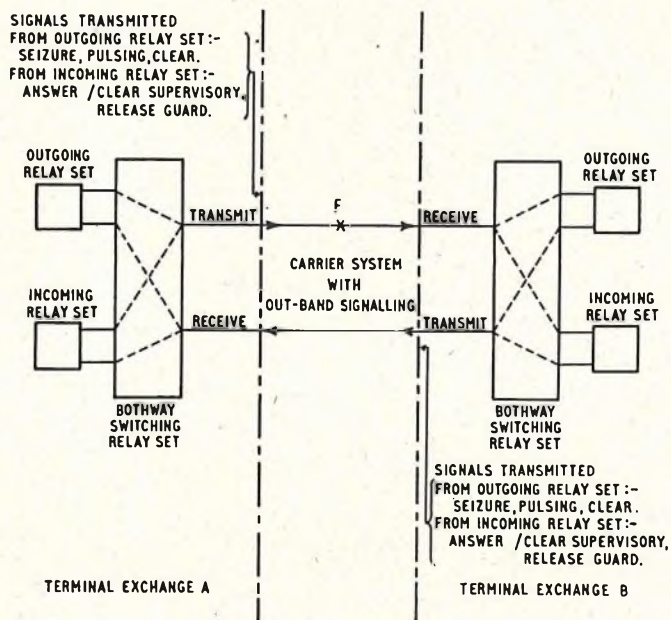 SIGNALS TRANSMITTED
FROM OUTGOING RELAY SET :-
SEIZURE, PULSING, CLEAR.
FROM INCOMING RELAY SET :-
ANSWER / CLEAR SUPERVISORY,
RELEASE GUARD.
OUTGOING
RELAY SET
TRANSMIT
F
RECEIVE
OUTGOING
RELAY SET
CARRIER SYSTEM
WITH
OUT-BAND SIGNALLING
INCOMING
RELAY SET
RECEIVE
TRANSMIT
INCOMING
RELAY SET
BOTHWAY
SWITCHING
RELAY SET
BOTHWAY
SWITCHING
RELAY SET
SIGNALS TRANSMITTED
FROM OUTGOING RELAY SET :-
SEIZURE, PULSING, CLEAR.
FROM INCOMING RELAY SET :-
ANSWER / CLEAR SUPERVISORY,
RELEASE GUARD.
TERMINAL EXCHANGE A
TERMINAL EXCHANGE B